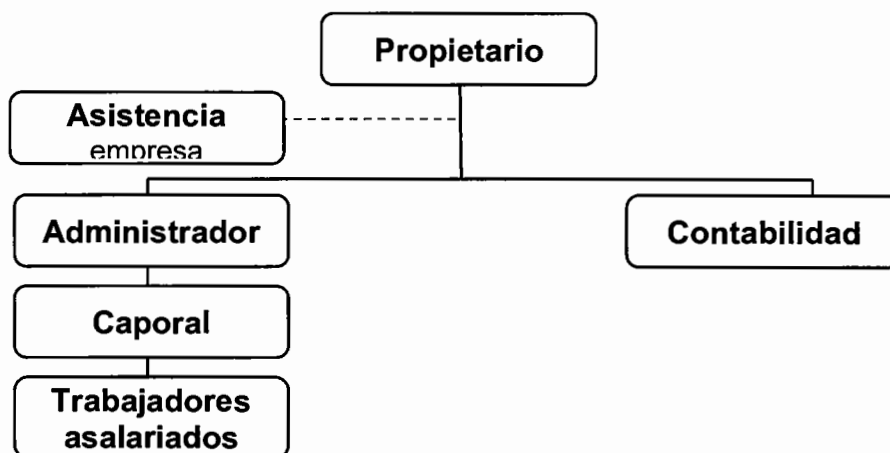 Propietario
Asistencia
empresa
Administrador
Contabilidad
Caporal
Trabajadores
asalariados